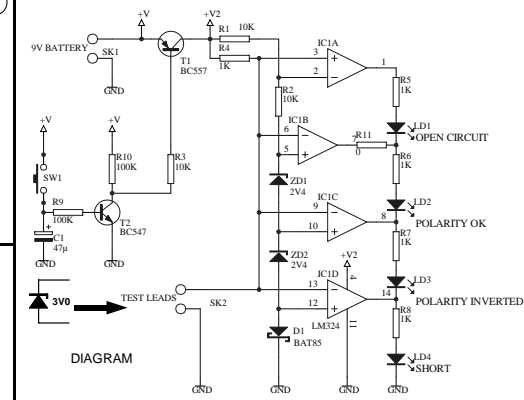 +V
+V2
R1 10K
9V BATTERY
SK1
T1
BC557
R4
1K
IC1A
3
2
1
GND
R2
10K
R5
1K
LD1
OPEN CIRCUIT
+V
+V
IC1B
6
5
7
R11
0
R10
100K
R3
10K
R6
1K
SW1
ZD1
2V4
IC1C
9
10
8
LD2
POLARITY OK
R9
100K
T2
BC547
C1
47µ
+
R7
1K
GND
GND
ZD2
2V4
+V2
IC1D
4
13
12
14
11
LM324
LD3
POLARITY INVERTED
3V0
TEST LEADS
SK2
R8
1K
D1
BAT85
DIAGRAM
LD4
SHORT
GND
GND
GND
GND